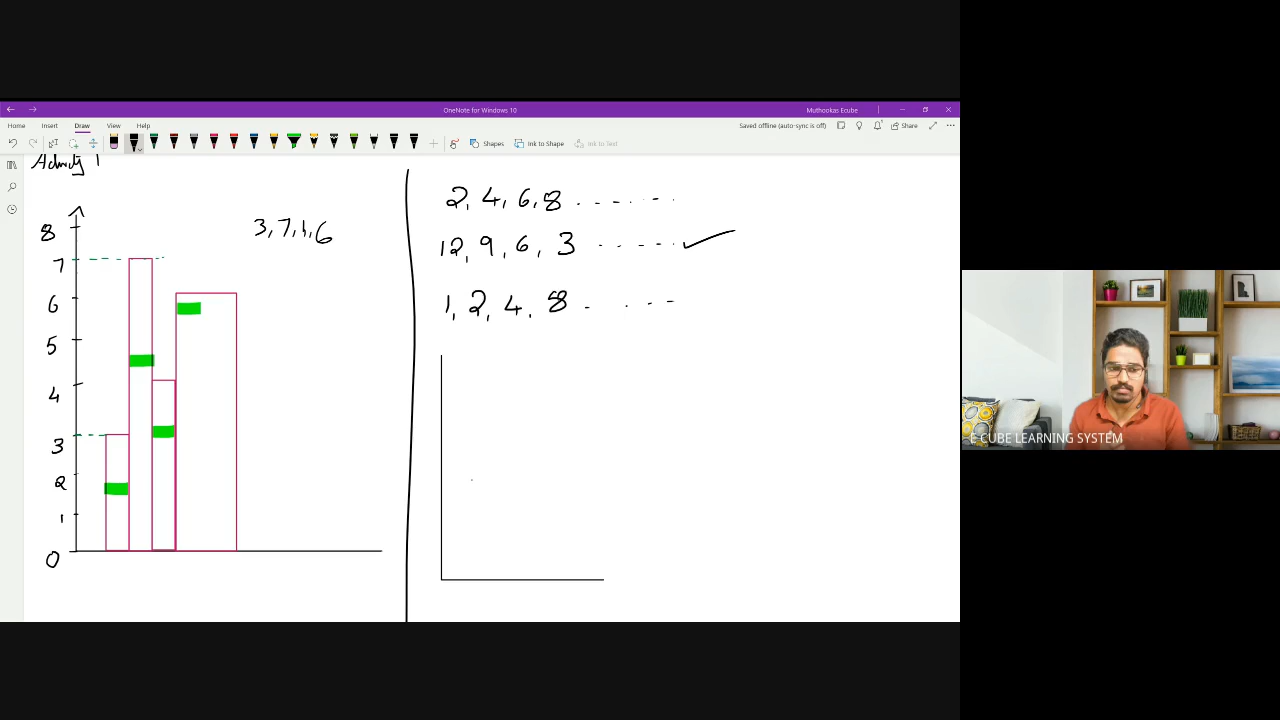 OneNote for Windows 10
Muthookas Ecube
Home Insert Draw View Help
Saved offline (auto-sync is off)
Share
Shapes
Ink to Shape
Ink to Text
Activity 1
8
7
6
5
4
3
2
1
0
3, 7, 4, 6
2, 4, 6, 8 .......
12, 9, 6, 3 ......
1, 2, 4, 8. ....
E CUBE LEARNING SYSTEM